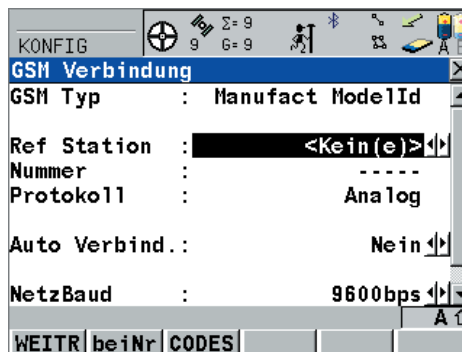 Σ= 9
KONFIG 9 G= 9 A
GSM Verbindung
GSM Typ : Manufact ModelId
Ref Station : <Kein(e)>
Nummer : -----
Protokoll : Analog
Auto Verbind.: Nein
NetzBaud : 9600bps
A
WEITR beiNr CODES